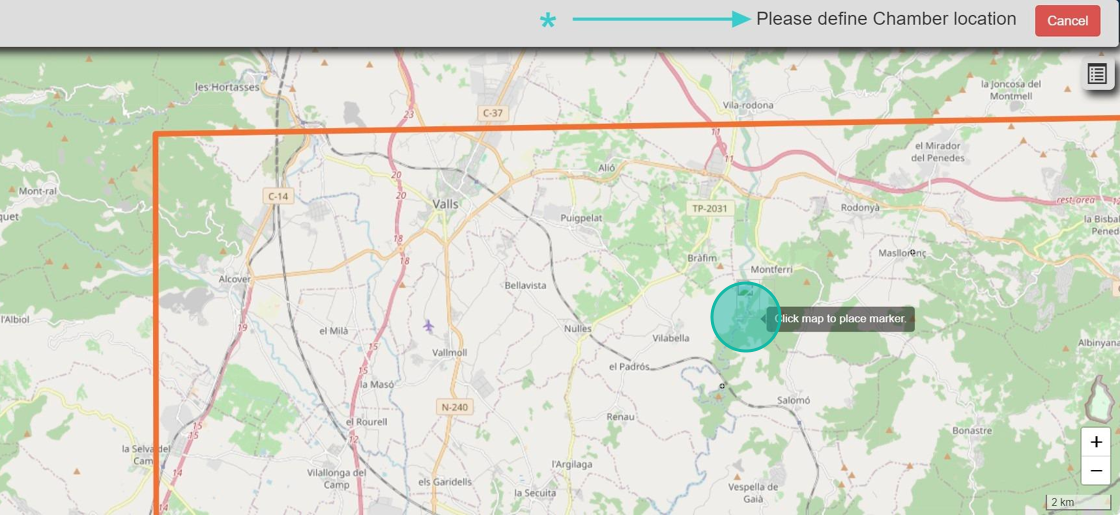 * Please define Chamber location
Cancel
les Hortasses
la Joncosa del
Montmell
Vila-rodona
C-37
23
11
11
el Mirador
del Penedes
Mont-ral
20
Alió
C-14
20
Valls
Puigpelat
TP-2031
Rodonyà
rest area
la Bisbal
Penedè
quet
18
Bràfim
Masllorenç
Montferri
Alcover
Bellavista
l'Albiol
19
el Milà
Nulles
Click map to place marker.
Vilabella
Albinyana
Vallmoll
el Padrós
15
la Masó
Salomó
N-240
Renau
el Rourell
Bonastre
15
15
12
la Selva del
Camp
l'Argilaga
+
−
14
Vilallonga del
Camp
els Garidells
la Secuita
Vespella de
Gaià
2 km